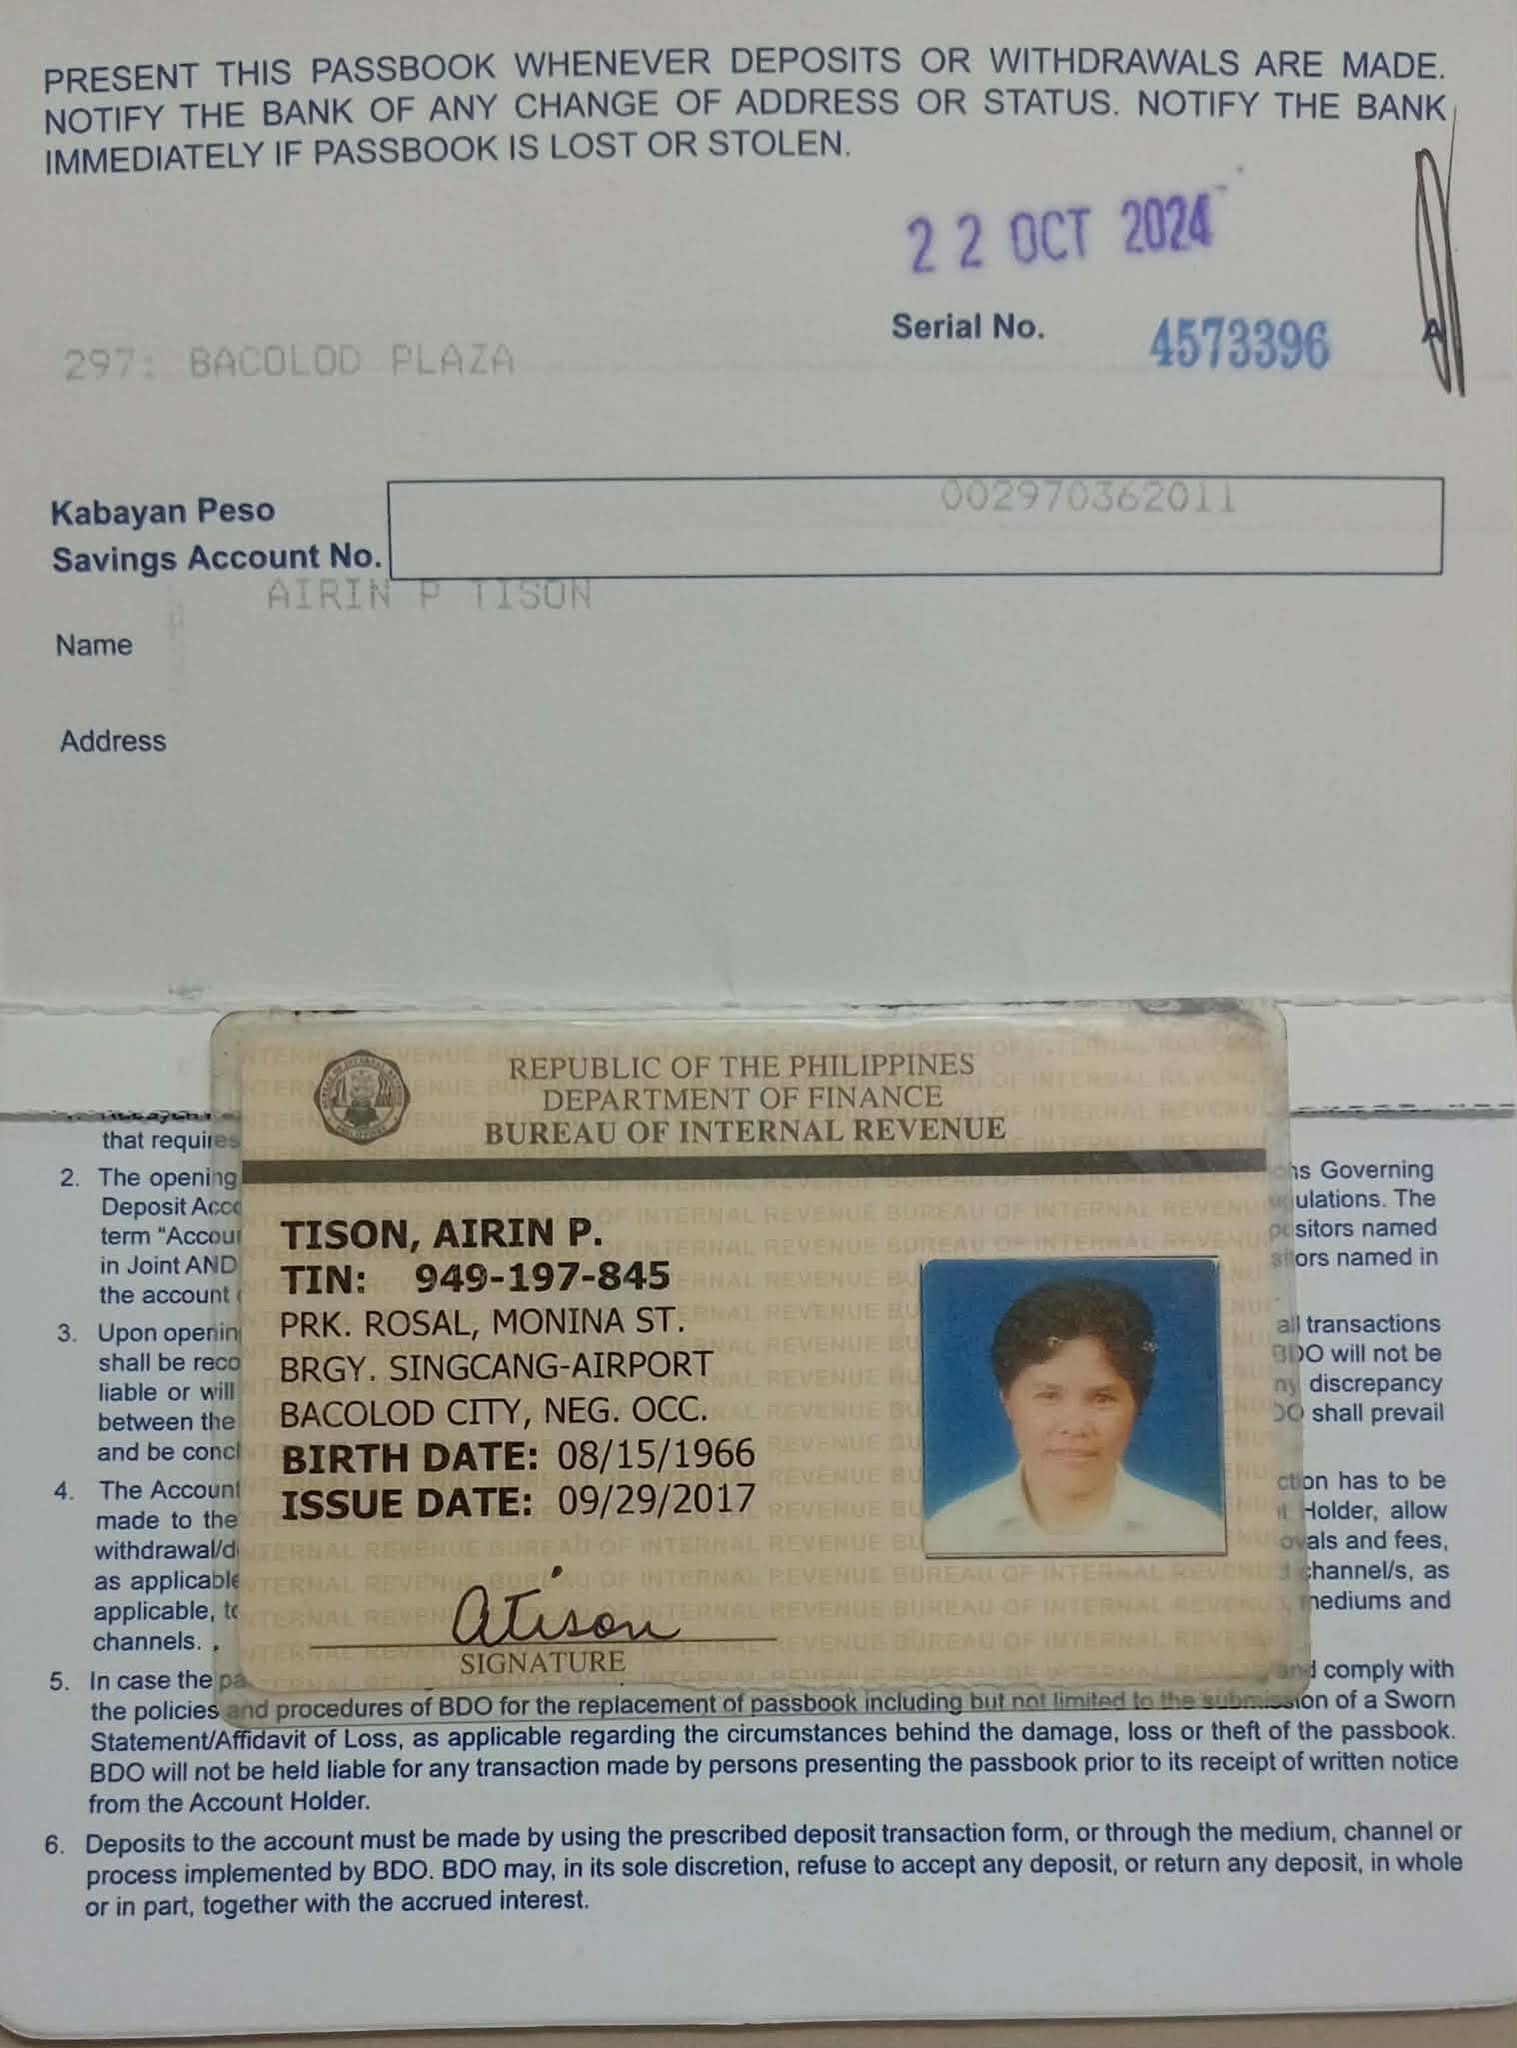 PRESENT THIS PASSBOOK WHENEVER DEPOSITS OR WITHDRAWALS ARE MADE.
NOTIFY THE BANK OF ANY CHANGE OF ADDRESS OR STATUS. NOTIFY THE BANK
IMMEDIATELY IF PASSBOOK IS LOST OR STOLEN.
22 OCT 2024
Serial No. 4573396 A
297: BACOLOD PLAZA
Kabayan Peso
Savings Account No.
002970362011
AIRIN P TISON
Name
Address
REPUBLIC OF THE PHILIPPINES
DEPARTMENT OF FINANCE
BUREAU OF INTERNAL REVENUE
TISON, AIRIN P.
TIN: 949-197-845
PRK. ROSAL, MONINA ST.
BRGY. SINGCANG-AIRPORT
BACOLOD CITY, NEG. OCC.
BIRTH DATE: 08/15/1966
ISSUE DATE: 09/29/2017
atison
SIGNATURE
that requires
2. The opening Governing
Deposit The
term named
in Joint AND named in
the account
3. Upon all transactions
shall be BDO will not be
liable or will discrepancy
between the shall prevail
and be
4. The Account has to be
made to the Holder, allow
and fees,
as applicable channel/s, as
applicable, mediums and
channels.
5. In case the and comply with
the policies and procedures of BDO for the replacement of passbook including but not limited to the submission of a Sworn
Statement/Affidavit of Loss, as applicable regarding the circumstances behind the damage, loss or theft of the passbook.
BDO will not be held liable for any transaction made by persons presenting the passbook prior to its receipt of written notice
from the Account Holder.
6. Deposits to the account must be made by using the prescribed deposit transaction form, or through the medium, channel or
process implemented by BDO. BDO may, in its sole discretion, refuse to accept any deposit, or return any deposit, in whole
or in part, together with the accrued interest.